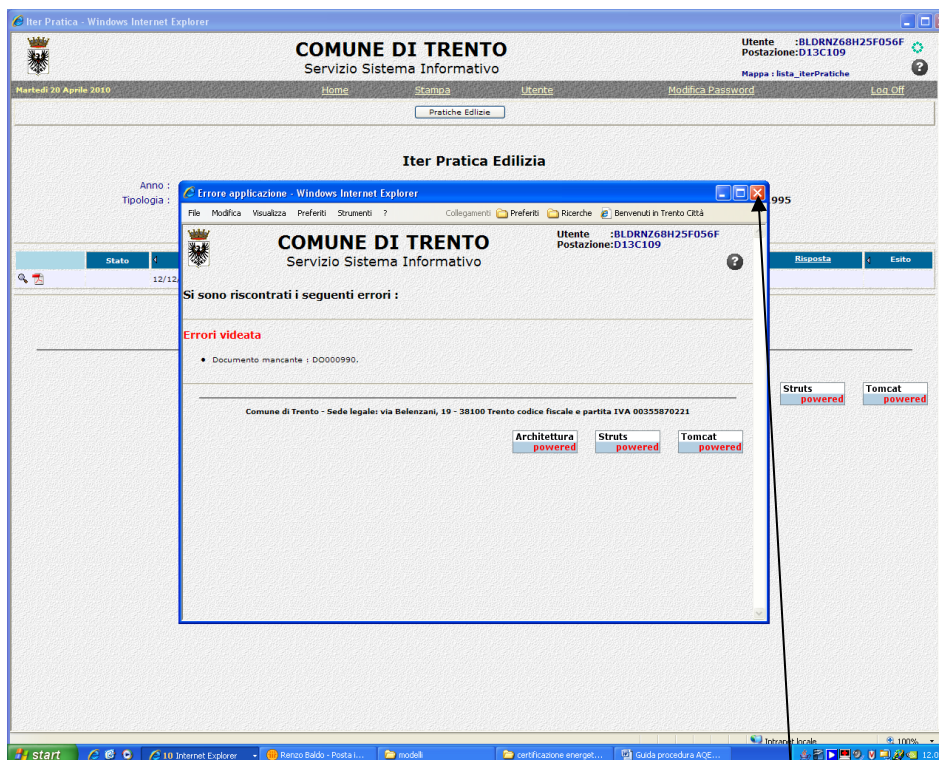 Iter Pratica - Windows Internet Explorer
COMUNE DI TRENTO
Servizio Sistema Informativo
Utente :BLDRNZ68H25F056F
Postazione:D13C109
Mappa : lista_iterPratiche
Martedì 20 Aprile 2010 Home Stampa Utente Modifica Password Log Off
Pratiche Edlizie
Iter Pratica Edilizia
Anno :
Tipologia : 995
Stato Risposta Esito
12/12
Errore applicazione - Windows Internet Explorer
File Modifica Visualizza Preferiti Strumenti ? Collegamenti Preferiti Ricerche Benvenuti in Trento Città
COMUNE DI TRENTO
Servizio Sistema Informativo
Utente :BLDRNZ68H25F056F
Postazione:D13C109
Si sono riscontrati i seguenti errori :
Errori videata
Documento mancante : DO000990.
Comune di Trento - Sede legale: via Belenzani, 19 - 38100 Trento codice fiscale e partita IVA 00355870221
Architettura powered Struts powered Tomcat powered
Struts powered Tomcat powered
Intranet locale 100%
start 10 Internet Explorer Renzo Baldo - Posta i... modelli certificazione energet... Guida procedura AOE... 12.0